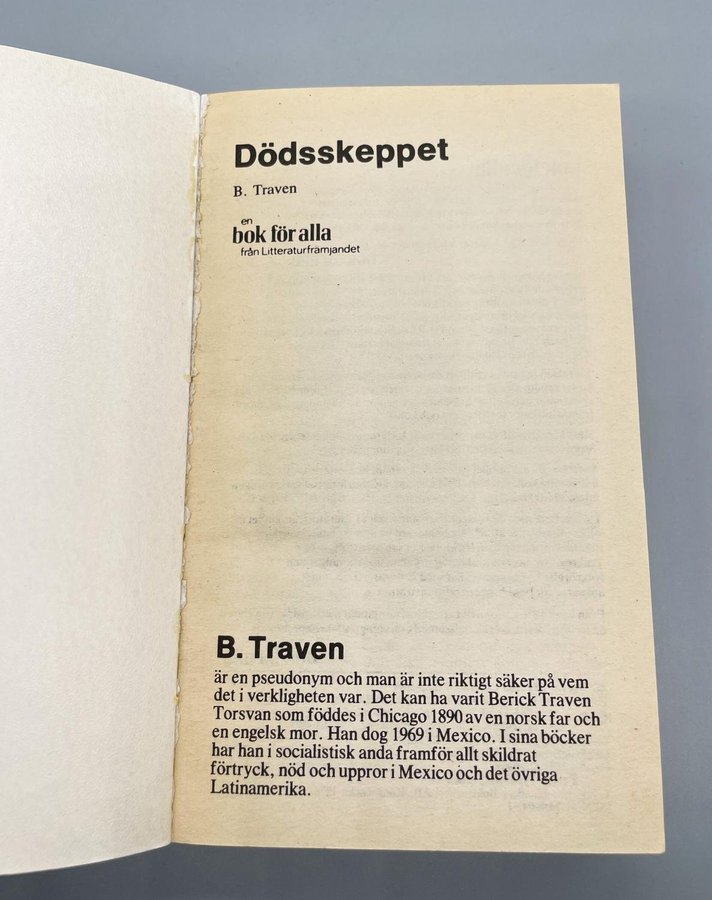 Dödsskeppet
B. Traven
en
bok för alla
från Litteraturfrämjandet
B. Traven
är en pseudonym och man är inte riktigt säker på vem
det i verkligheten var. Det kan ha varit Berick Traven
Torsvan som föddes i Chicago 1890 av en norsk far och
en engelsk mor. Han dog 1969 i Mexico. I sina böcker
har han i socialistisk anda framför allt skildrat
förtryck, nöd och uppror i Mexico och det övriga
Latinamerika.